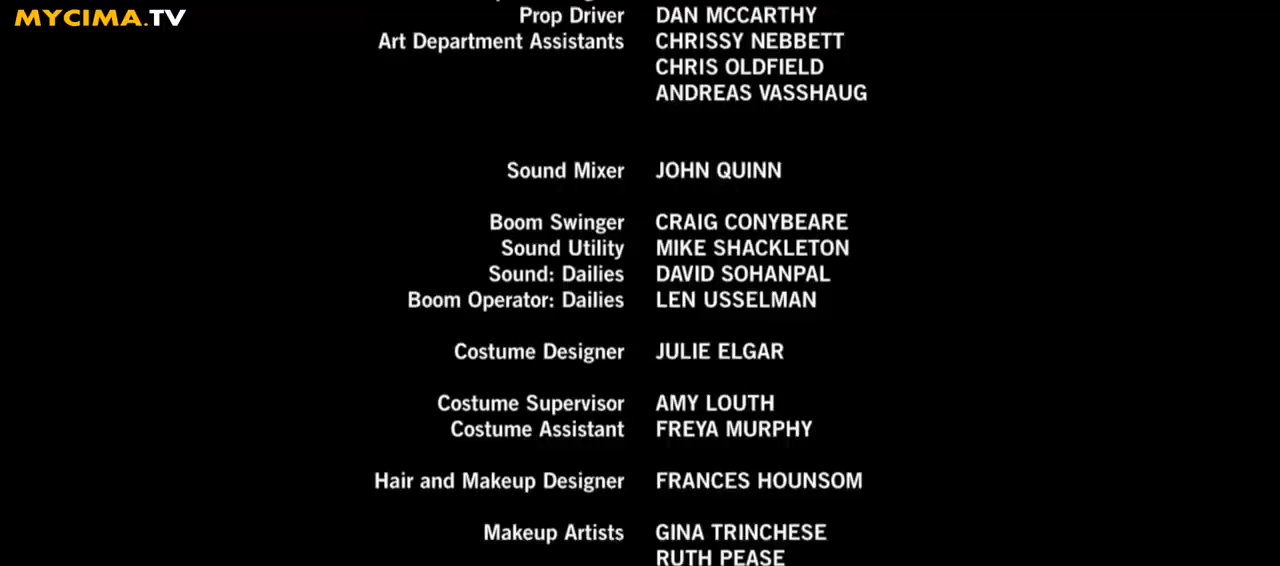 MYCIMA.TV
Prop Driver DAN MCCARTHY
Art Department Assistants CHRISSY NEBBETT
CHRIS OLDFIELD
ANDREAS VASSHAUG
Sound Mixer JOHN QUINN
Boom Swinger CRAIG CONYBEARE
Sound Utility MIKE SHACKLETON
Sound: Dailies DAVID SOHANPAL
Boom Operator: Dailies LEN USSELMAN
Costume Designer JULIE ELGAR
Costume Supervisor AMY LOUTH
Costume Assistant FREYA MURPHY
Hair and Makeup Designer FRANCES HOUNSOM
Makeup Artists GINA TRINCHESE
RUTH PEASE